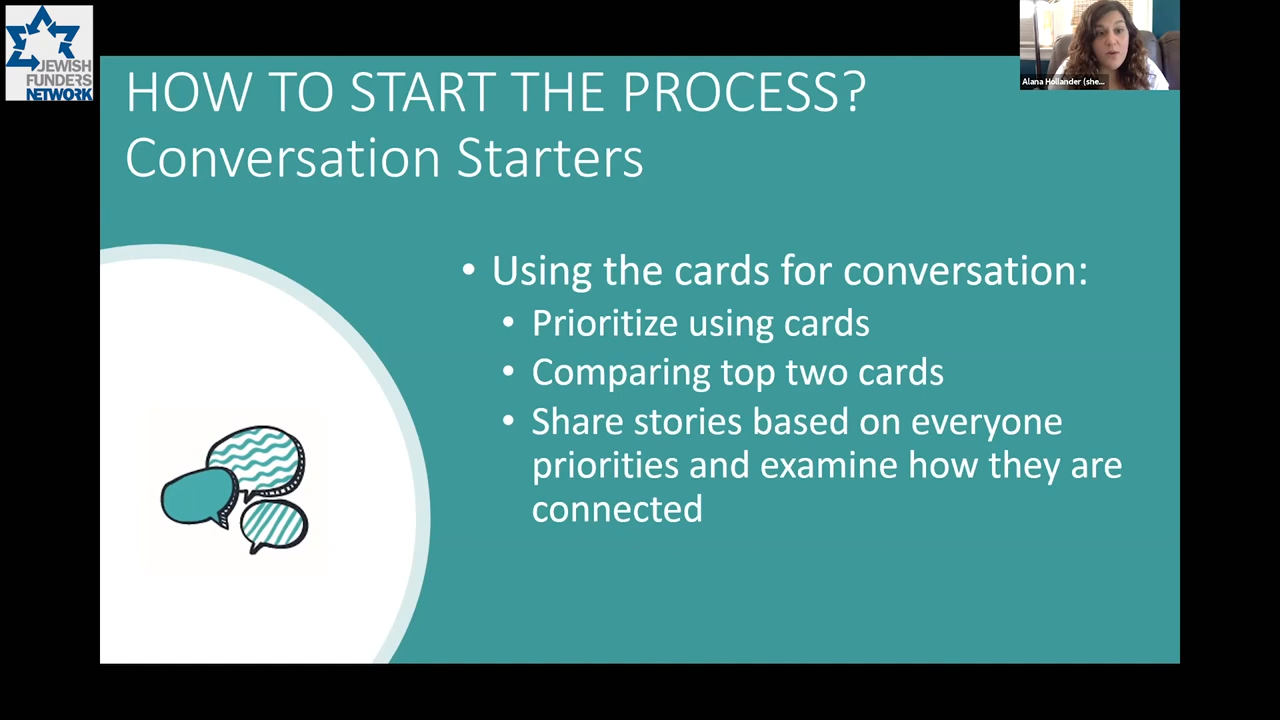 JEWISH
FUNDERS
NETWORK
Alana Hollander (she...
HOW TO START THE PROCESS?
Conversation Starters
• Using the cards for conversation:
• Prioritize using cards
• Comparing top two cards
• Share stories based on everyone
priorities and examine how they are
connected